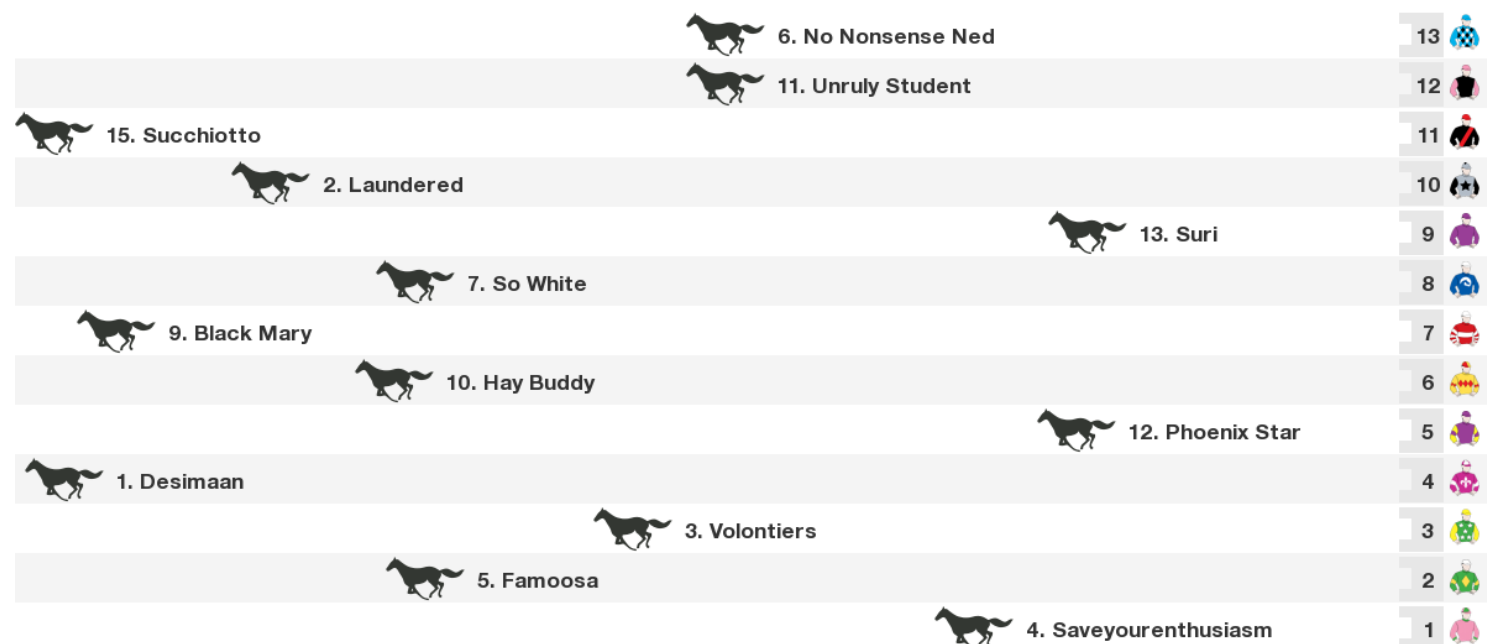 6. No Nonsense Ned 13
11. Unruly Student 12
15. Succhiotto 11
2. Laundered 10
13. Suri 9
7. So White 8
9. Black Mary 7
10. Hay Buddy 6
12. Phoenix Star 5
1. Desimaan 4
3. Volontiers 3
5. Famoosa 2
4. Saveyourenthusiasm 1